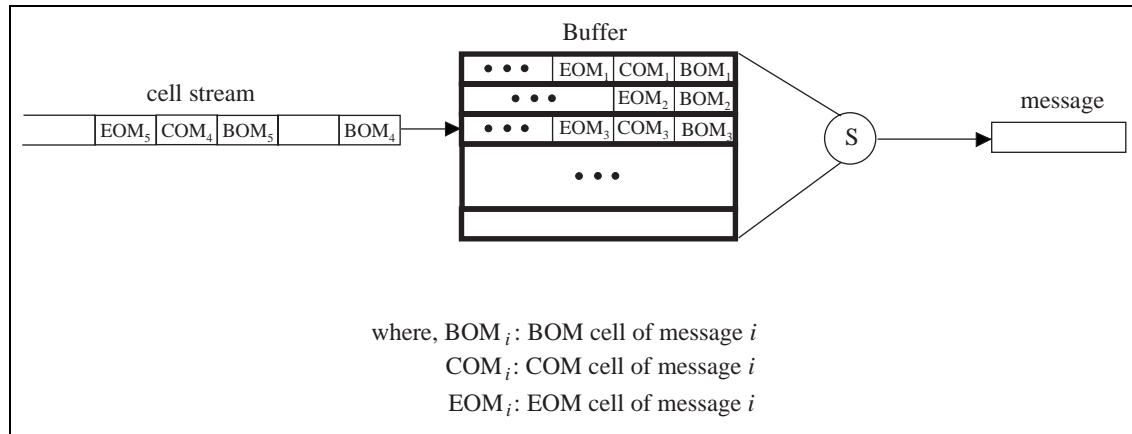 Buffer
cell stream
message
EOM₅ COM₄ BOM₅ BOM₄
• • • EOM₁ COM₁ BOM₁
• • • EOM₂ BOM₂
• • • EOM₃ COM₃ BOM₃
• • •
S
where, BOMᵢ: BOM cell of message i
COMᵢ: COM cell of message i
EOMᵢ: EOM cell of message i